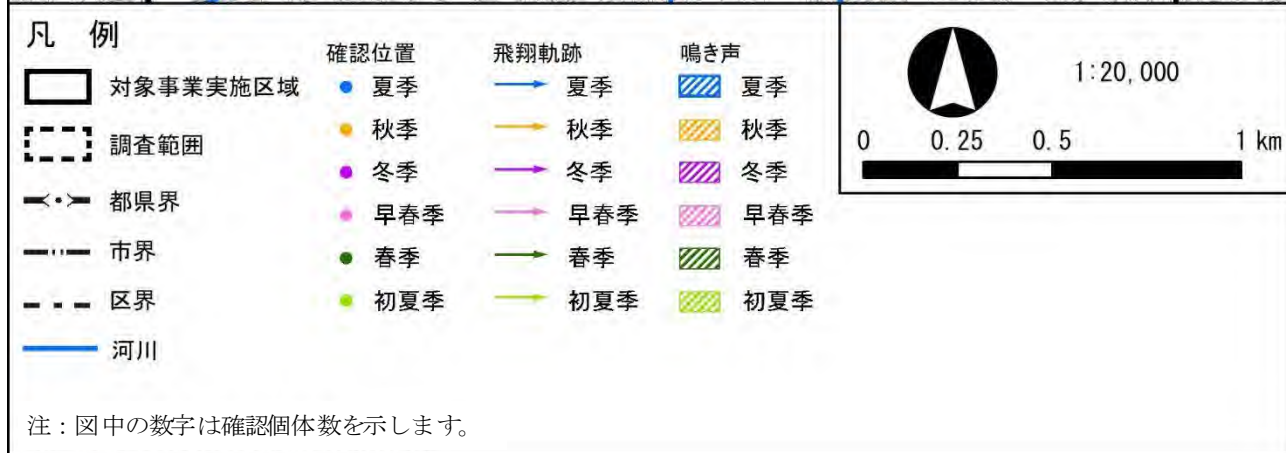 凡 例
対象事業実施区域
調査範囲
都県界
市界
区界
河川
確認位置
夏季
秋季
冬季
早春季
春季
初夏季
飛翔軌跡
夏季
秋季
冬季
早春季
春季
初夏季
鳴き声
夏季
秋季
冬季
早春季
春季
初夏季
1:20,000
0 0.25 0.5 1 km
注：図中の数字は確認個体数を示します。